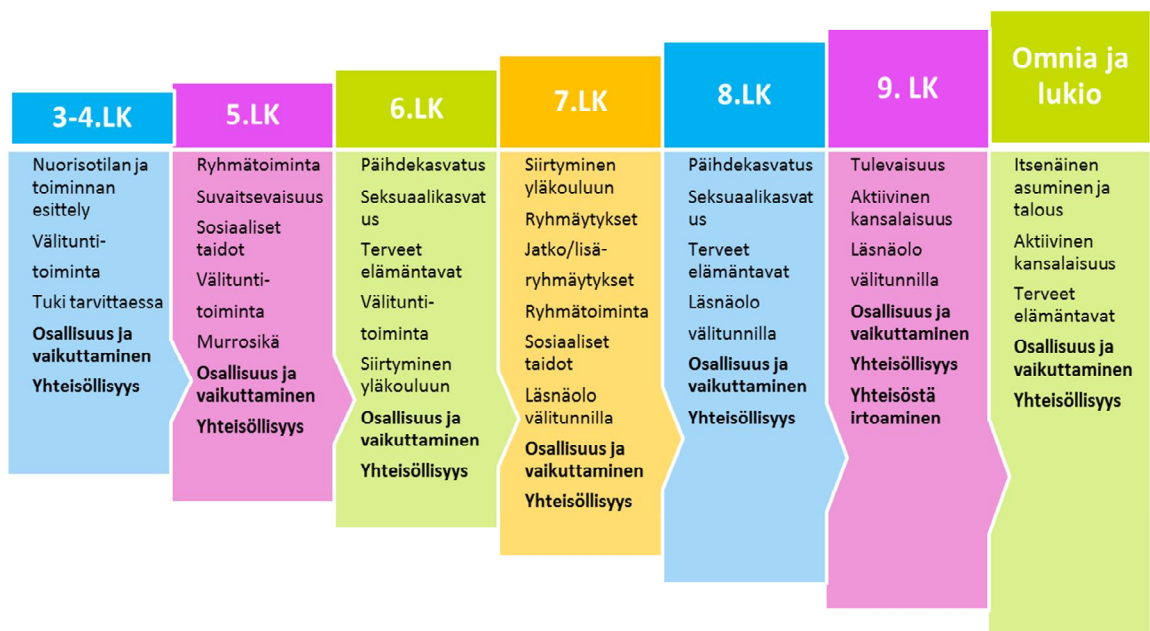 3-4.LK
Nuorisotilan ja
toiminnan
esittely
Välitunti-
toiminta
Tuki tarvittaessa
Osallisuus ja
vaikuttaminen
Yhteisöllisyys
5.LK
Ryhmätoiminta
Suvaitsevaisuus
Sosiaaliset
taidot
Välitunti-
toiminta
Murrosikä
Osallisuus ja
vaikuttaminen
Yhteisöllisyys
6.LK
Päihdekasvatus
Seksuaalikasvat
us
Terveet
elämäntavat
Välitunti-
toiminta
Siirtyminen
yläkouluun
Osallisuus ja
vaikuttaminen
Yhteisöllisyys
7.LK
Siirtyminen
yläkouluun
Ryhmäytykset
Jatko/lisä-
ryhmäytykset
Ryhmätoiminta
Sosiaaliset
taidot
Läsnäolo
välitunnilla
Osallisuus ja
vaikuttaminen
Yhteisöllisyys
8.LK
Päihdekasvatus
Seksuaalikasvat
us
Terveet
elämäntavat
Läsnäolo
välitunnilla
Osallisuus ja
vaikuttaminen
Yhteisöllisyys
9. LK
Tulevaisuus
Aktiivinen
kansalaisuus
Läsnäolo
välitunnilla
Osallisuus ja
vaikuttaminen
Yhteisöllisyys
Yhteisöstä
irtoaminen
Omnia ja
lukio
Itsenäinen
asuminen ja
talous
Aktiivinen
kansalaisuus
Terveet
elämäntavat
Osallisuus ja
vaikuttaminen
Yhteisöllisyys